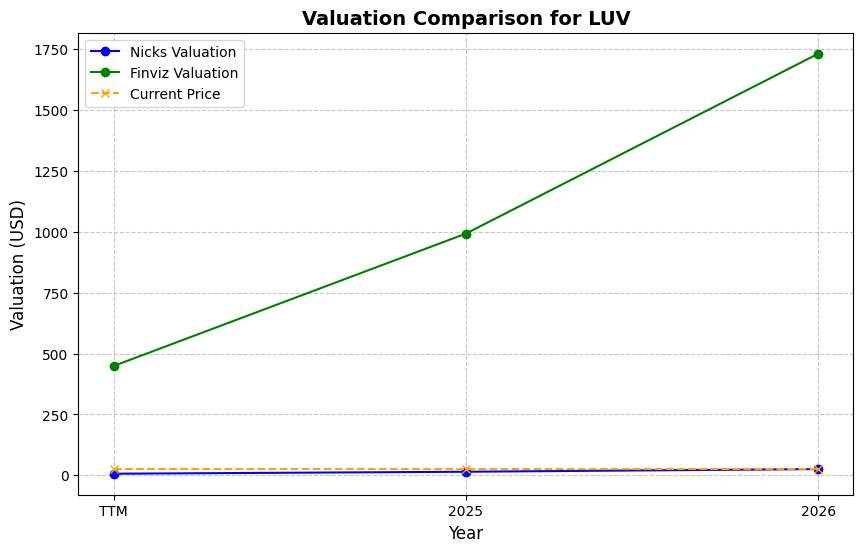 Valuation Comparison for LUV
Nicks Valuation
Finviz Valuation
Current Price
Valuation (USD)
1750
1500
1250
1000
750
500
250
0
TTM
2025
2026
Year